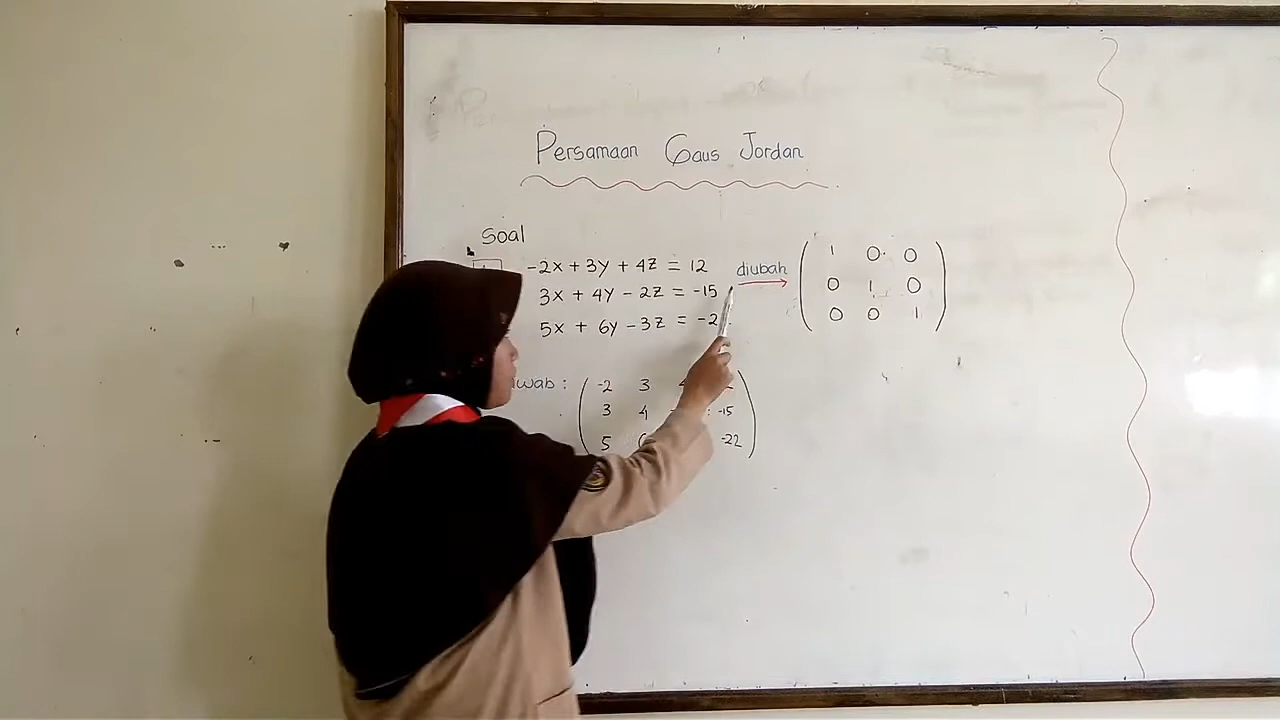 Persamaan Gaus Jordan
Soal
-2x + 3y + 4z = 12
3x + 4y - 2z = -15
5x + 6y - 3z =
diubah
1 0 0
0 1 0
0 0 1
-2 3
3 4 : -15
5 -22